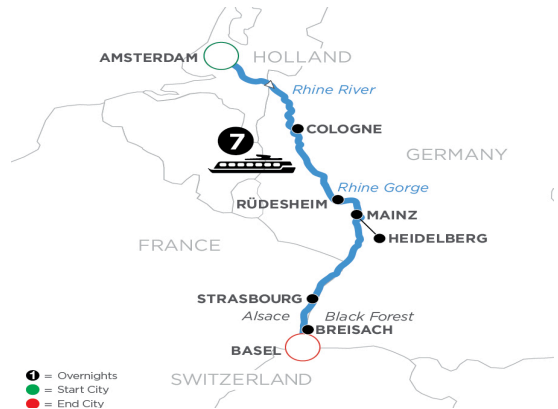 AMSTERDAM
HOLLAND
Rhine River
COLOGNE
7
GERMANY
Rhine Gorge
RÜDESHEIM
MAINZ
HEIDELBERG
FRANCE
STRASBOURG
Alsace
Black Forest
BREISACH
BASEL
SWITZERLAND
1 = Overnights
= Start City
= End City